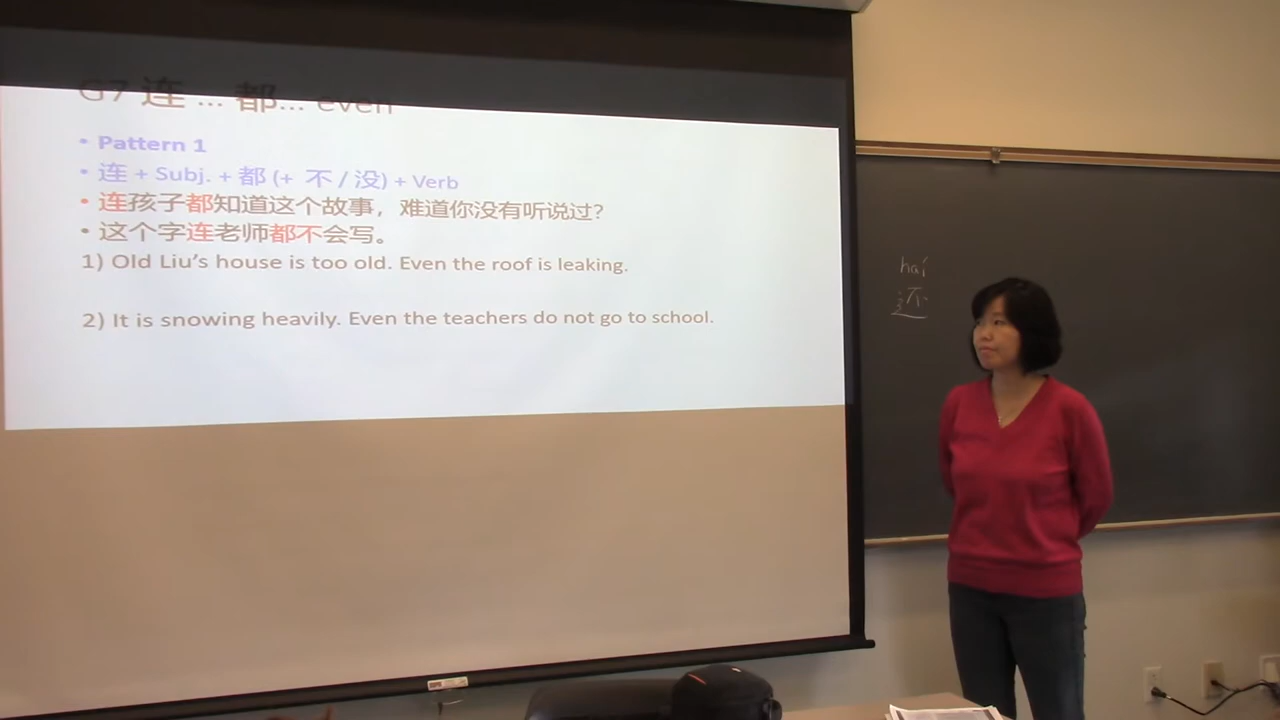 G7 连 ... 都... even
• Pattern 1
• 连 + Subj. + 都 (+ 不 / 没) + Verb
• 连孩子都知道这个故事，难道你没有听说过?
• 这个字连老师都不会写。
1) Old Liu's house is too old. Even the roof is leaking.
2) It is snowing heavily. Even the teachers do not go to school.
haí
还